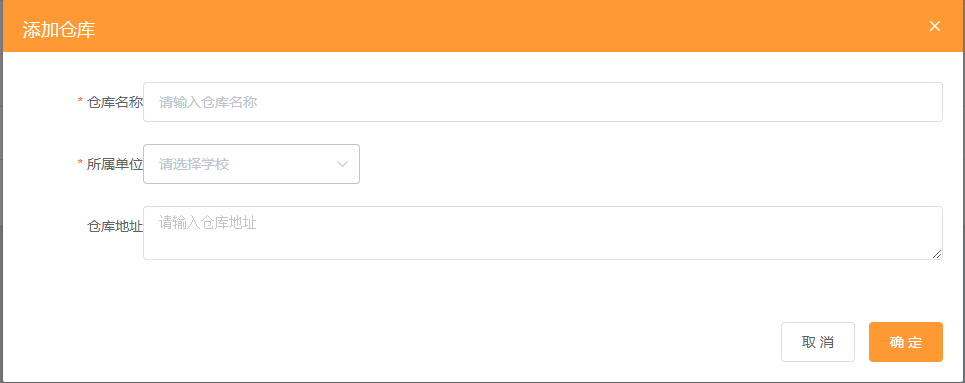 添加仓库
* 仓库名称 请输入仓库名称
* 所属单位 请选择学校
仓库地址 请输入仓库地址
取 消 确 定